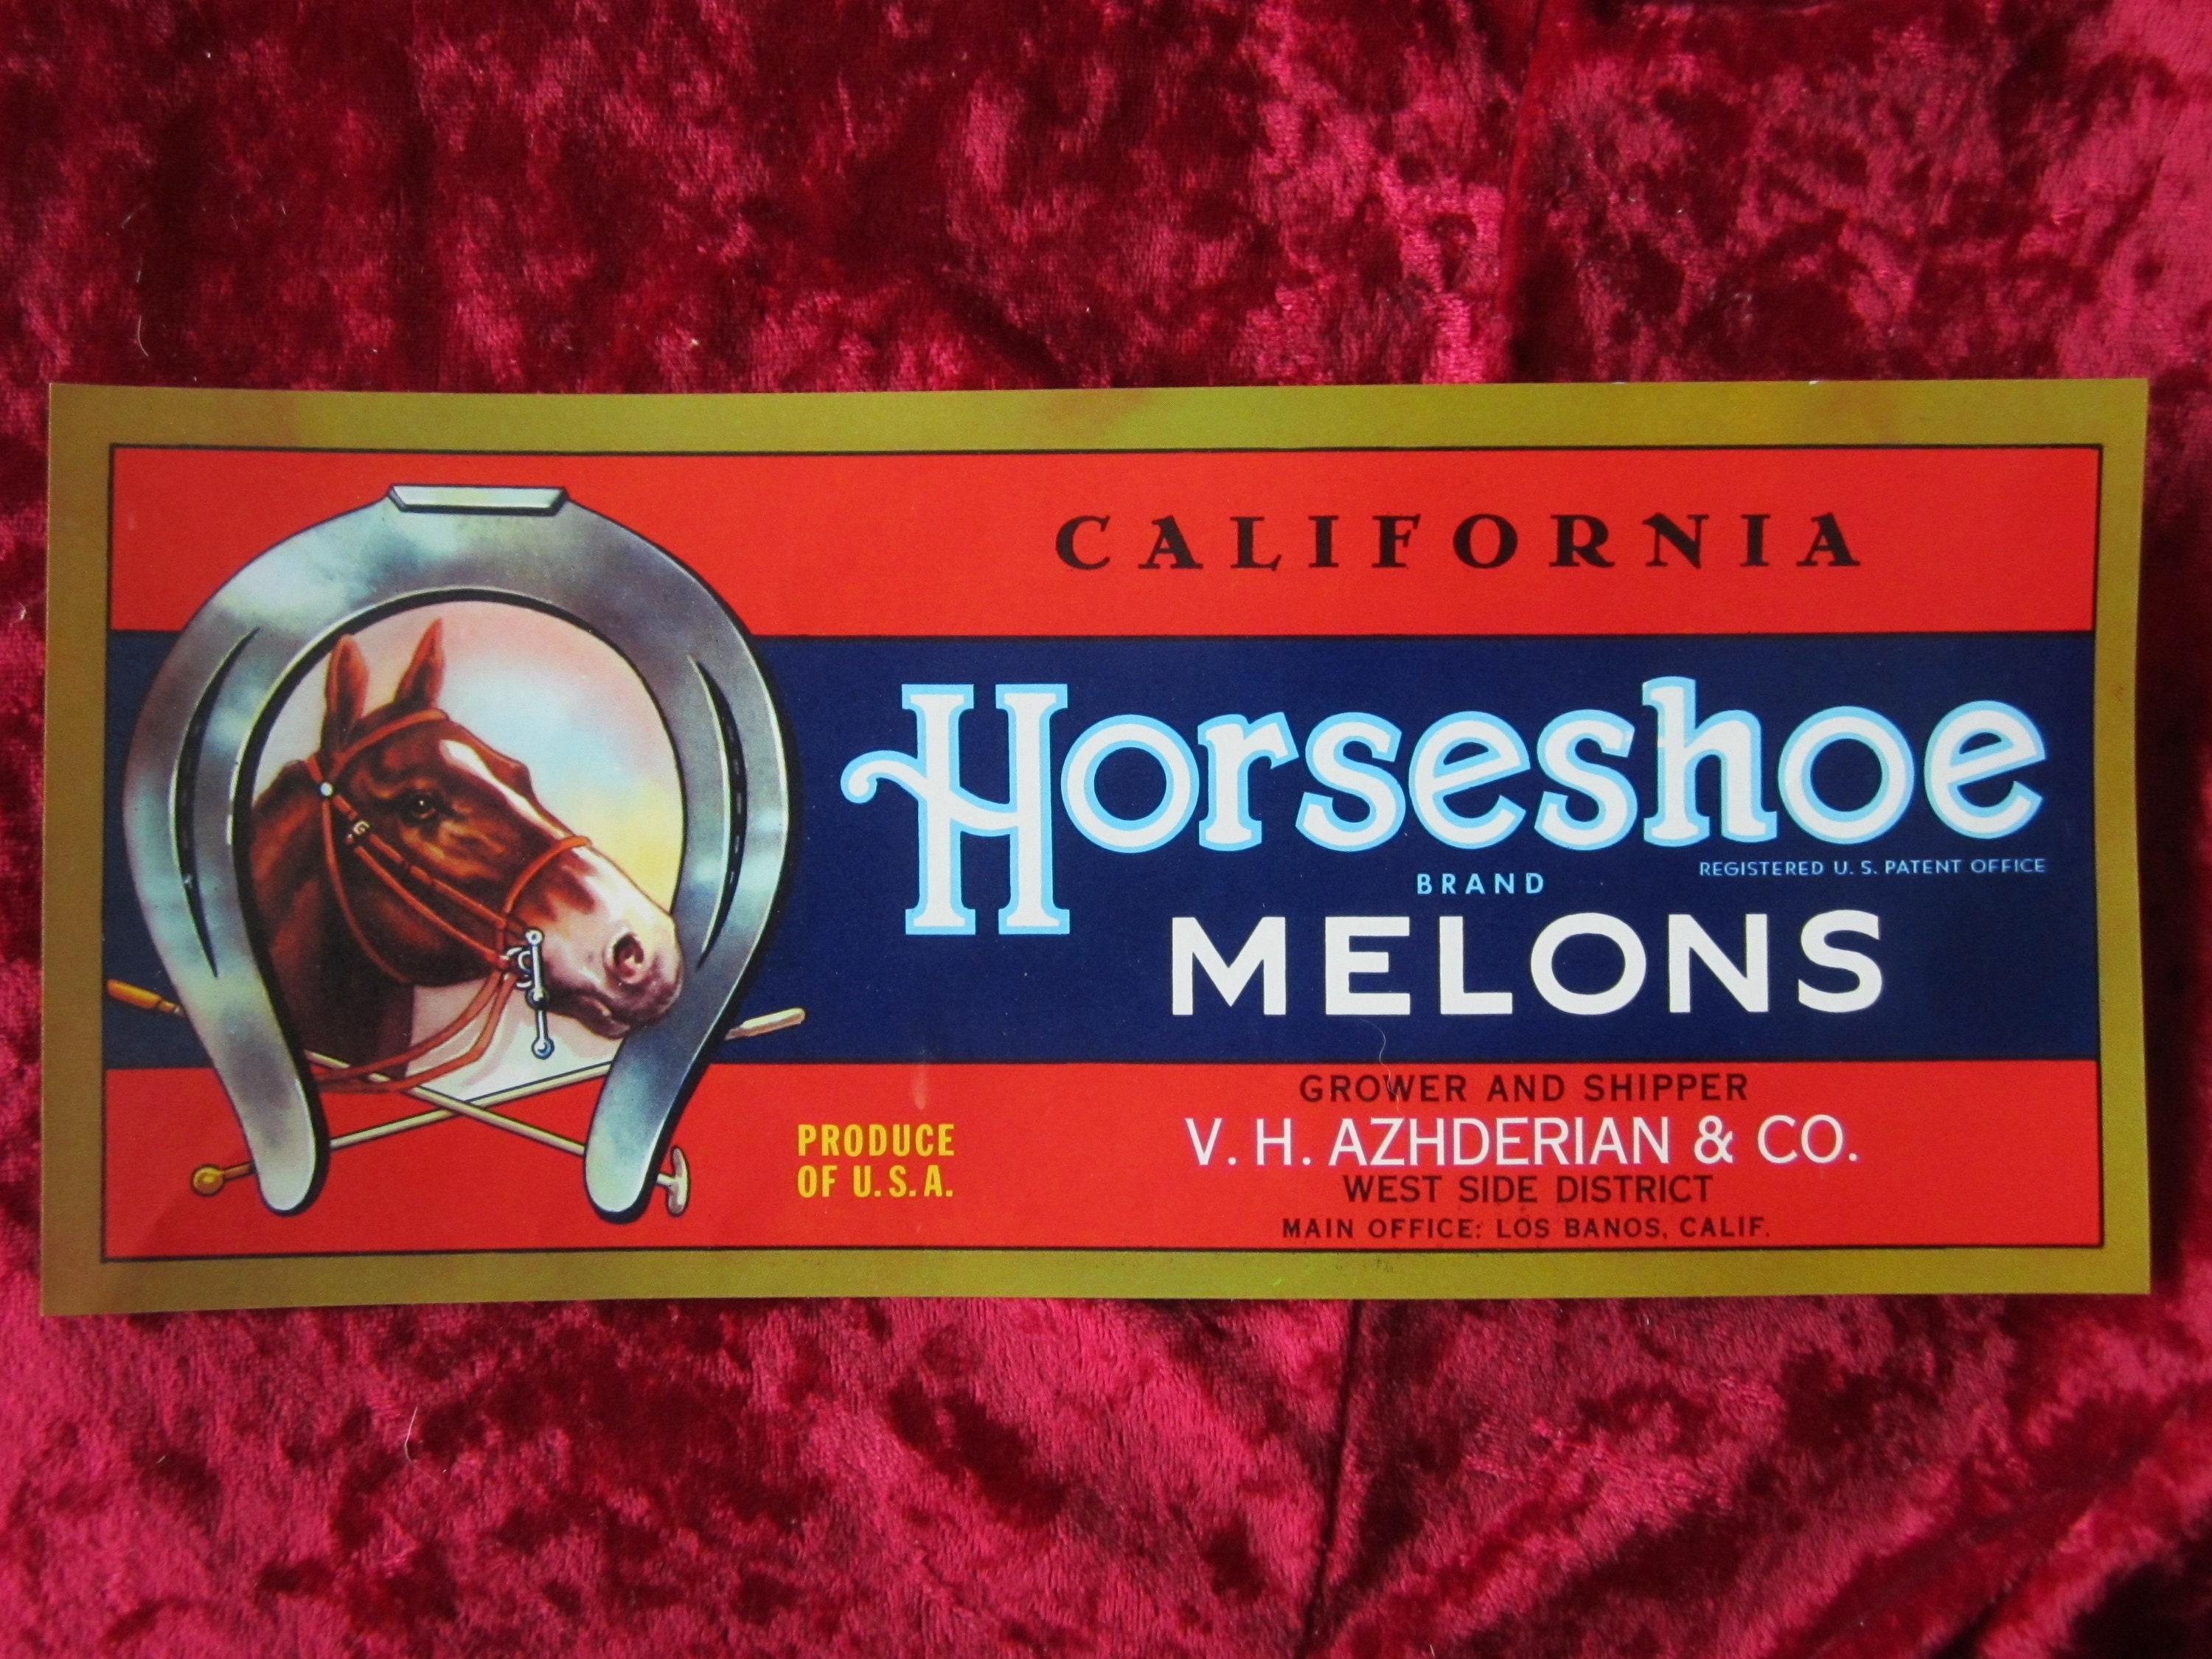 CALIFORNIA
Horseshoe
BRAND
REGISTERED U. S. PATENT OFFICE
MELONS
PRODUCE
OF U.S.A.
GROWER AND SHIPPER
V. H. AZHDERIAN & CO.
WEST SIDE DISTRICT
MAIN OFFICE: LOS BANOS, CALIF.